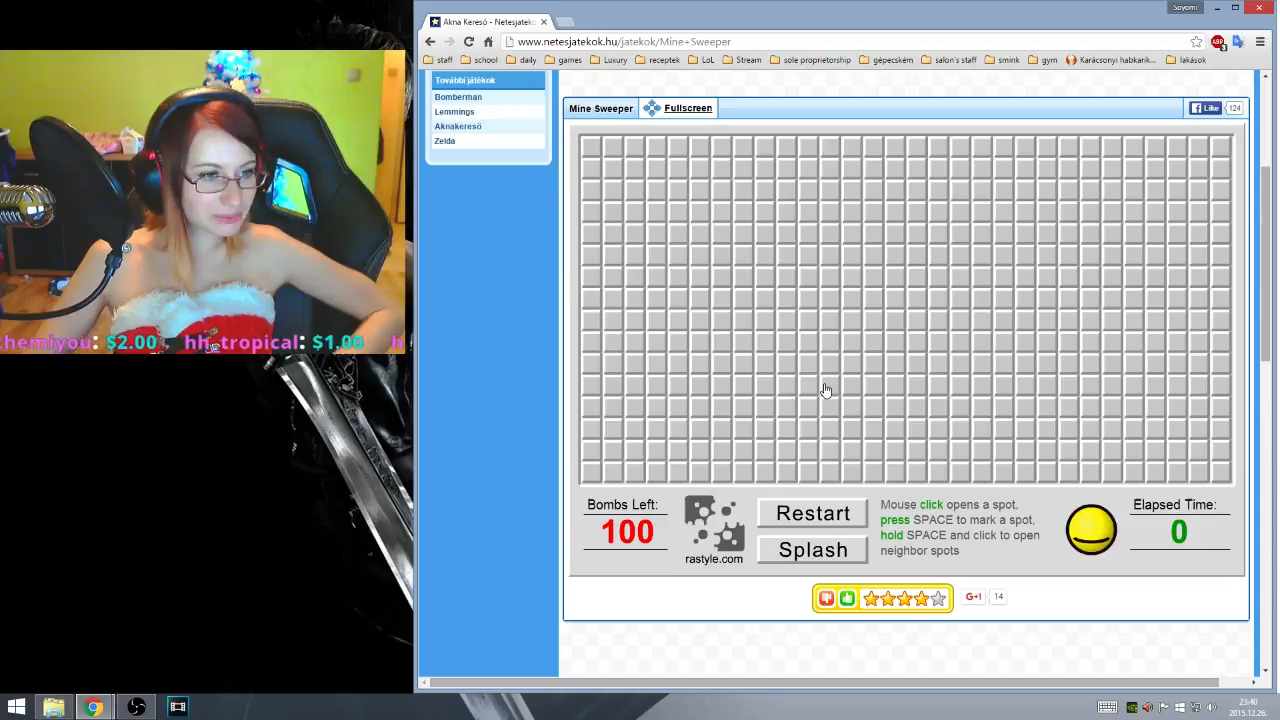 Soyomi
Akna Kereső - Netesjatek
www.netesjatekok.hu/jatekok/Mine+Sweeper
staff school daily games Luxury receptek LoL Stream sole proprietorship gépecském salon's staff smink gym Karácsonyi habkarik... lakások
További játékok
Bomberman
Lemmings
Aknakereső
Zelda
Mine Sweeper Fullscreen
Like 124
Bombs Left:
100
rastyle.com
Restart
Splash
Mouse click opens a spot,
press SPACE to mark a spot,
hold SPACE and click to open
neighbor spots
Elapsed Time:
0
G+1 14
chemiyou: $2.00 hh_tropical: $1.00 h
23:40
2015.12.26.